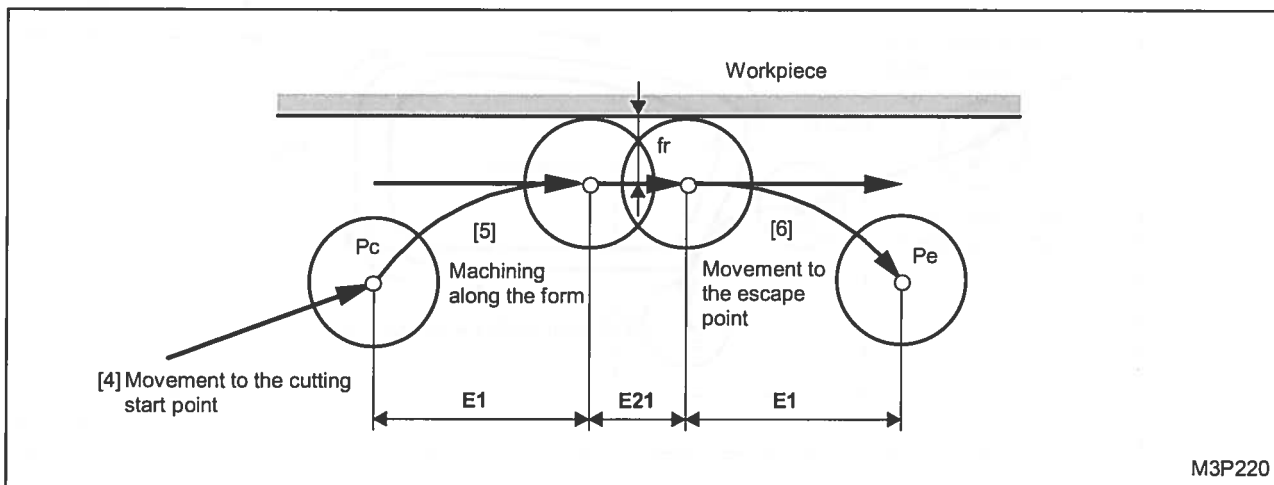 Workpiece
fr
[5]
[6]
Pc
Pe
Machining
along the form
Movement to
the escape
point
[4] Movement to the cutting
start point
E1
E21
E1
M3P220